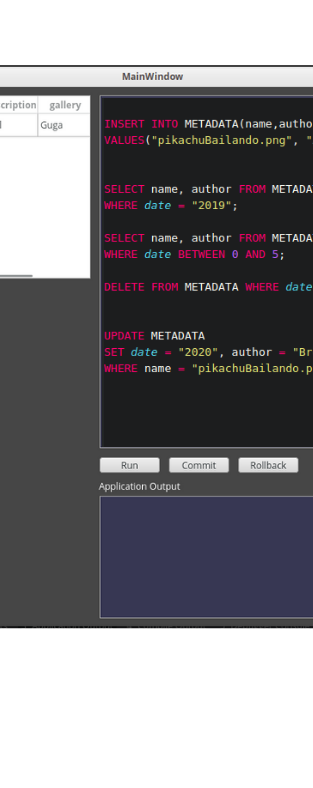 MainWindow
cription gallery
Guga
INSERT INTO METADATA(name,autho
VALUES("pikachuBailando.png", "
SELECT name, author FROM METADA
WHERE date = "2019";
SELECT name, author FROM METADA
WHERE date BETWEEN 0 AND 5;
DELETE FROM METADATA WHERE date
UPDATE METADATA
SET date = "2020", author = "Br
WHERE name = "pikachuBailando.p
Run Commit Rollback
Application Output